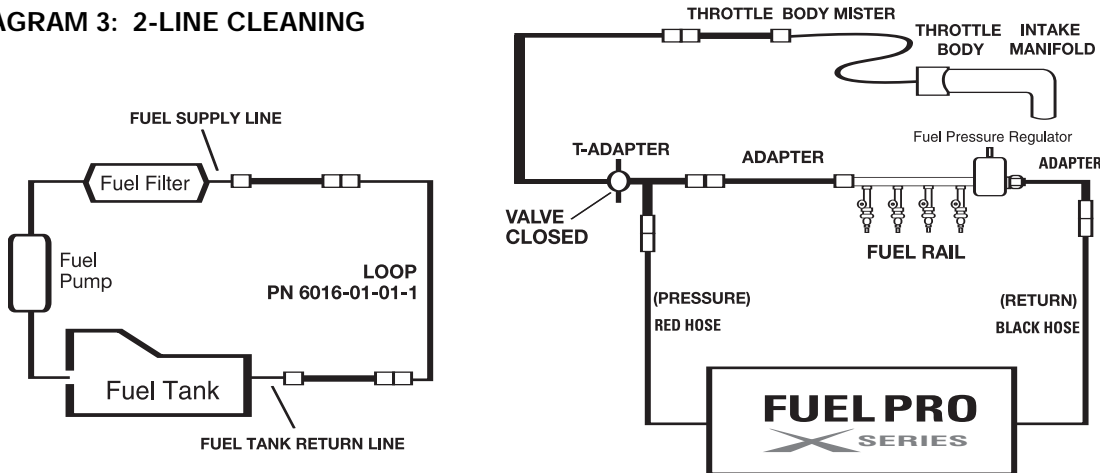 AGRAM 3: 2-LINE CLEANING
FUEL SUPPLY LINE
Fuel Filter
Fuel
Pump
LOOP
PN 6016-01-01-1
Fuel Tank
FUEL TANK RETURN LINE
THROTTLE BODY MISTER
THROTTLE
BODY
INTAKE
MANIFOLD
T-ADAPTER
ADAPTER
Fuel Pressure Regulator
ADAPTER
VALVE
CLOSED
FUEL RAIL
(PRESSURE)
RED HOSE
(RETURN)
BLACK HOSE
FUEL PRO
X SERIES